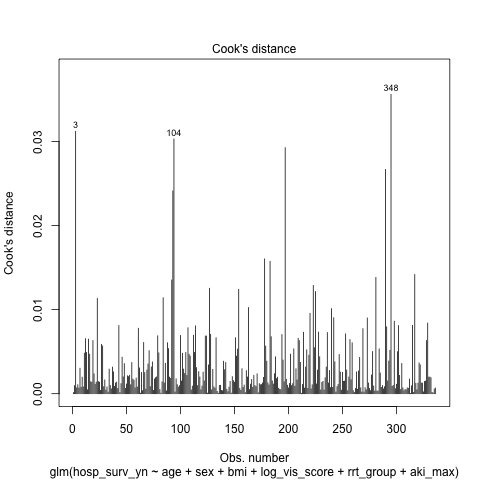 Cook's distance
3
104
348
Cook's distance
0.00
0.01
0.02
0.03
0 50 100 150 200 250 300
Obs. number
glm(hosp_surv_yn ~ age + sex + bmi + log_vis_score + rrt_group + aki_max)